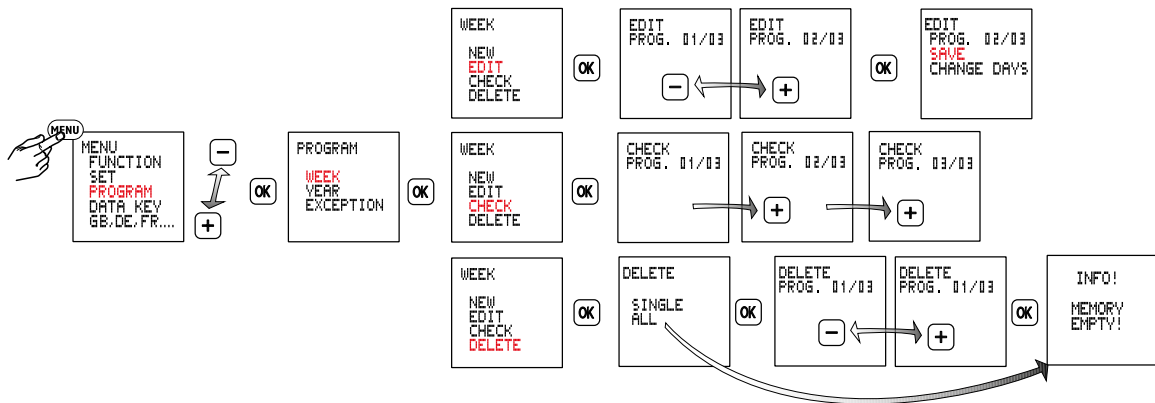 MENU
MENU
FUNCTION
SET
PROGRAM
DATA KEY
GB,DE,FR....
−
+
OK
PROGRAM
WEEK
YEAR
EXCEPTION
OK
WEEK
NEW
EDIT
CHECK
DELETE
OK
EDIT
PROG. 01/03
−
EDIT
PROG. 02/03
+
OK
EDIT
PROG. 02/03
SAVE
CHANGE DAYS
WEEK
NEW
EDIT
CHECK
DELETE
OK
CHECK
PROG. 01/03
CHECK
PROG. 02/03
+
CHECK
PROG. 03/03
+
WEEK
NEW
EDIT
CHECK
DELETE
OK
DELETE
SINGLE
ALL
OK
DELETE
PROG. 01/03
−
DELETE
PROG. 01/03
+
OK
INFO!
MEMORY
EMPTY!